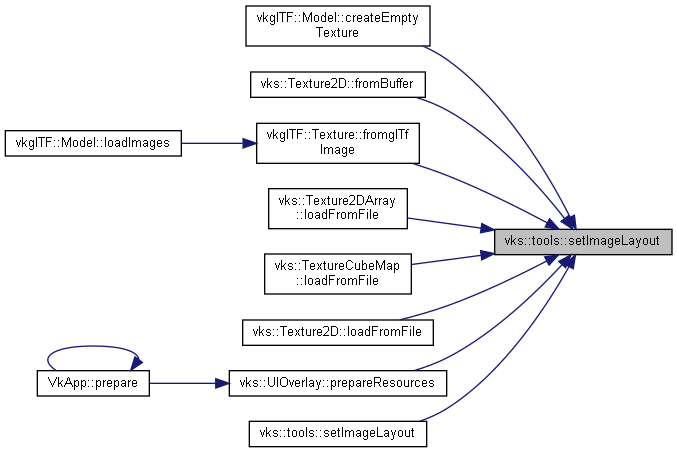 vkglTF::Model::createEmpty
Texture
vks::Texture2D::fromBuffer
vkglTF::Model::loadImages
vkglTF::Texture::fromglTf
Image
vks::Texture2DArray
::loadFromFile
vks::tools::setImageLayout
vks::TextureCubeMap
::loadFromFile
vks::Texture2D::loadFromFile
VkApp::prepare
vks::UIOverlay::prepareResources
vks::tools::setImageLayout